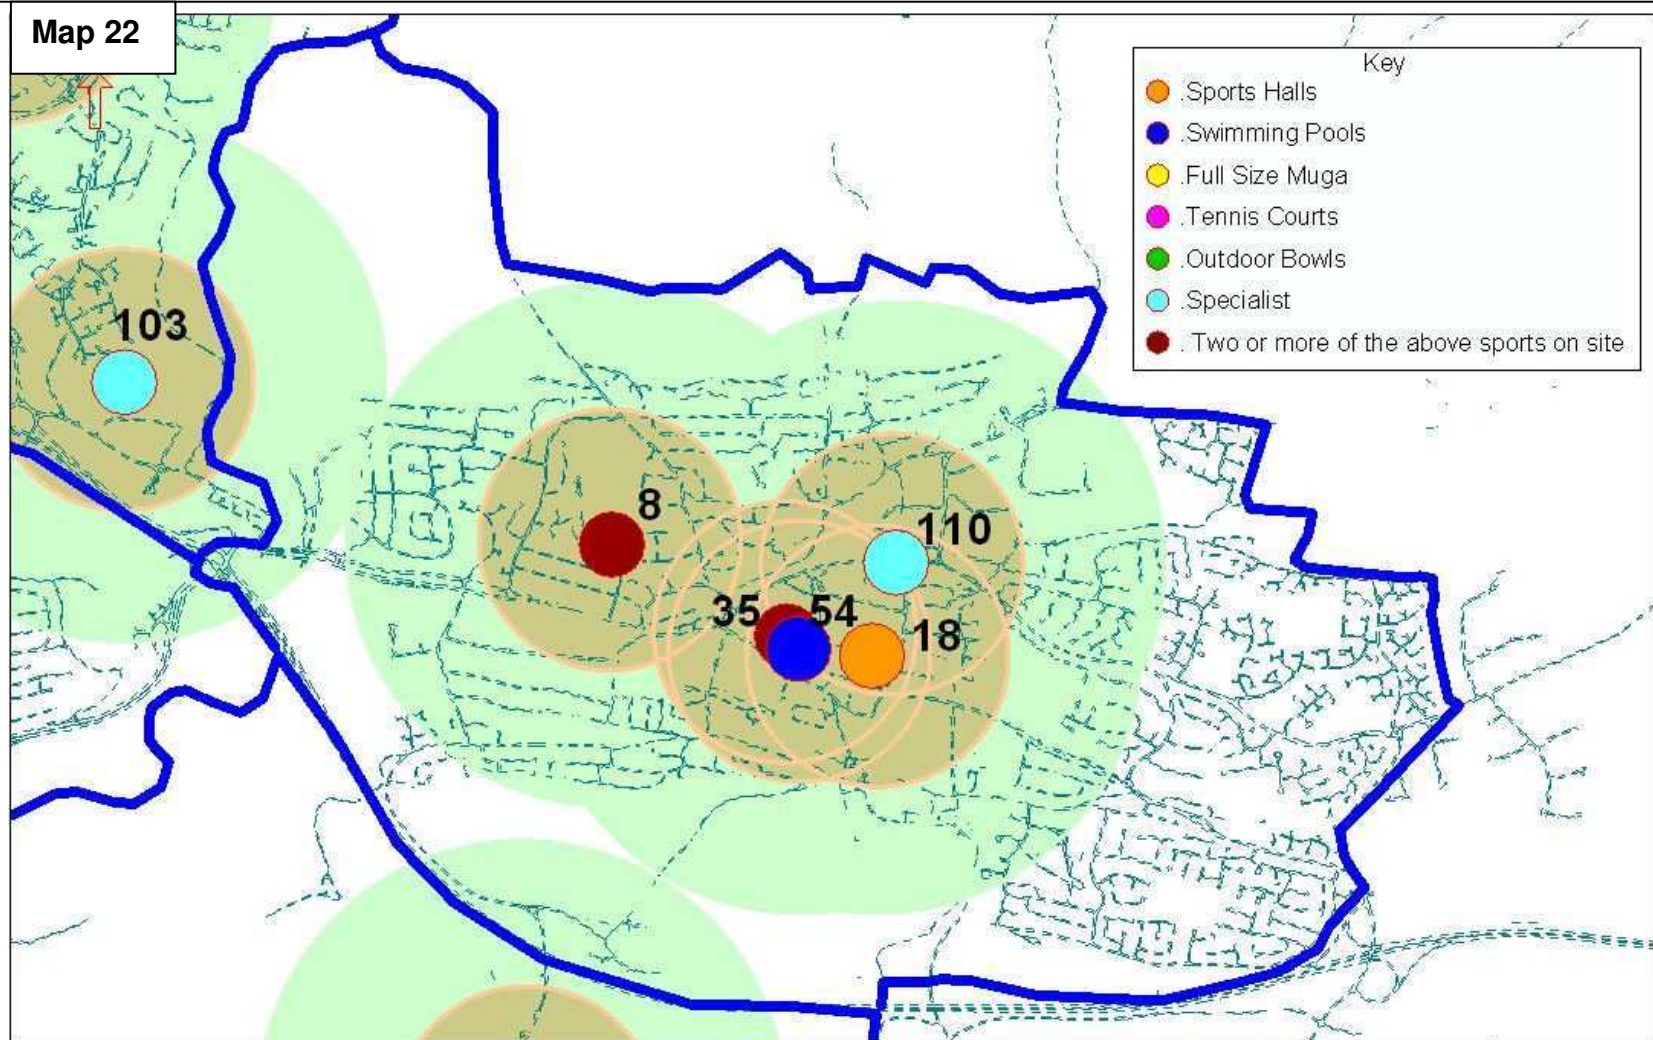 Map 22
Key
.Sports Halls
.Swimming Pools
.Full Size Muga
.Tennis Courts
.Outdoor Bowls
.Specialist
. Two or more of the above sports on site
103
8
110
35
54
18